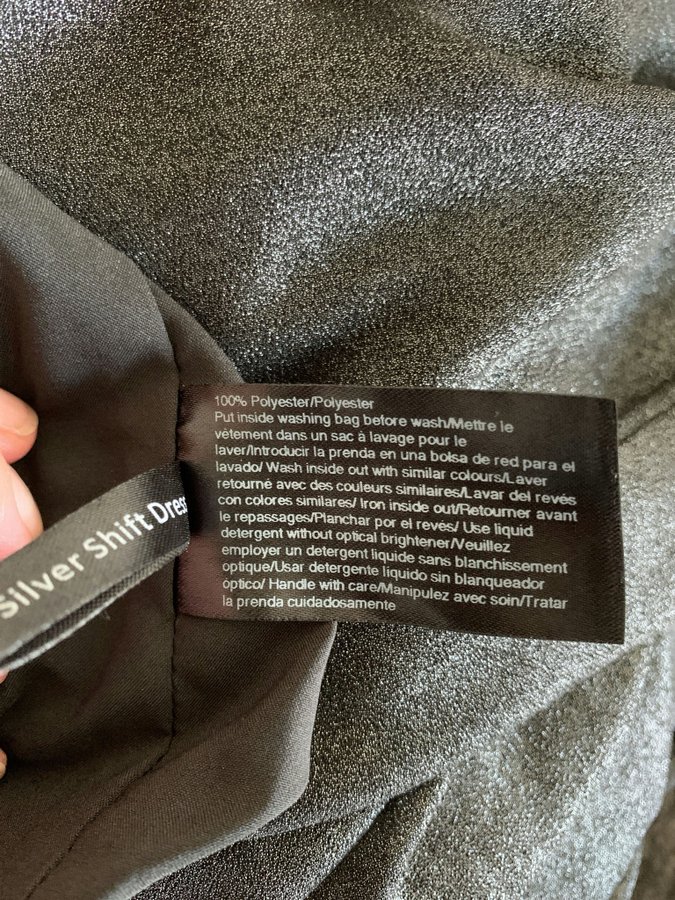 100% Polyester/Polyester
Put inside washing bag before wash/Mettre le
vêtement dans un sac à lavage pour le
laver/Introducir la prenda en una bolsa de red para el
lavado/ Wash inside out with similar colours/Laver
retourné avec des couleurs similaires/Lavar del revés
con colores similares/ Iron inside out/Retourner avant
le repassages/Planchar por el revés/ Use liquid
detergent without optical brightener/Veuillez
employer un detergent liquide sans blanchissement
optique/Usar detergente líquido sin blanqueador
óptico/ Handle with care/Manipulez avec soin/Tratar
la prenda cuidadosamente
Silver Shift Dress